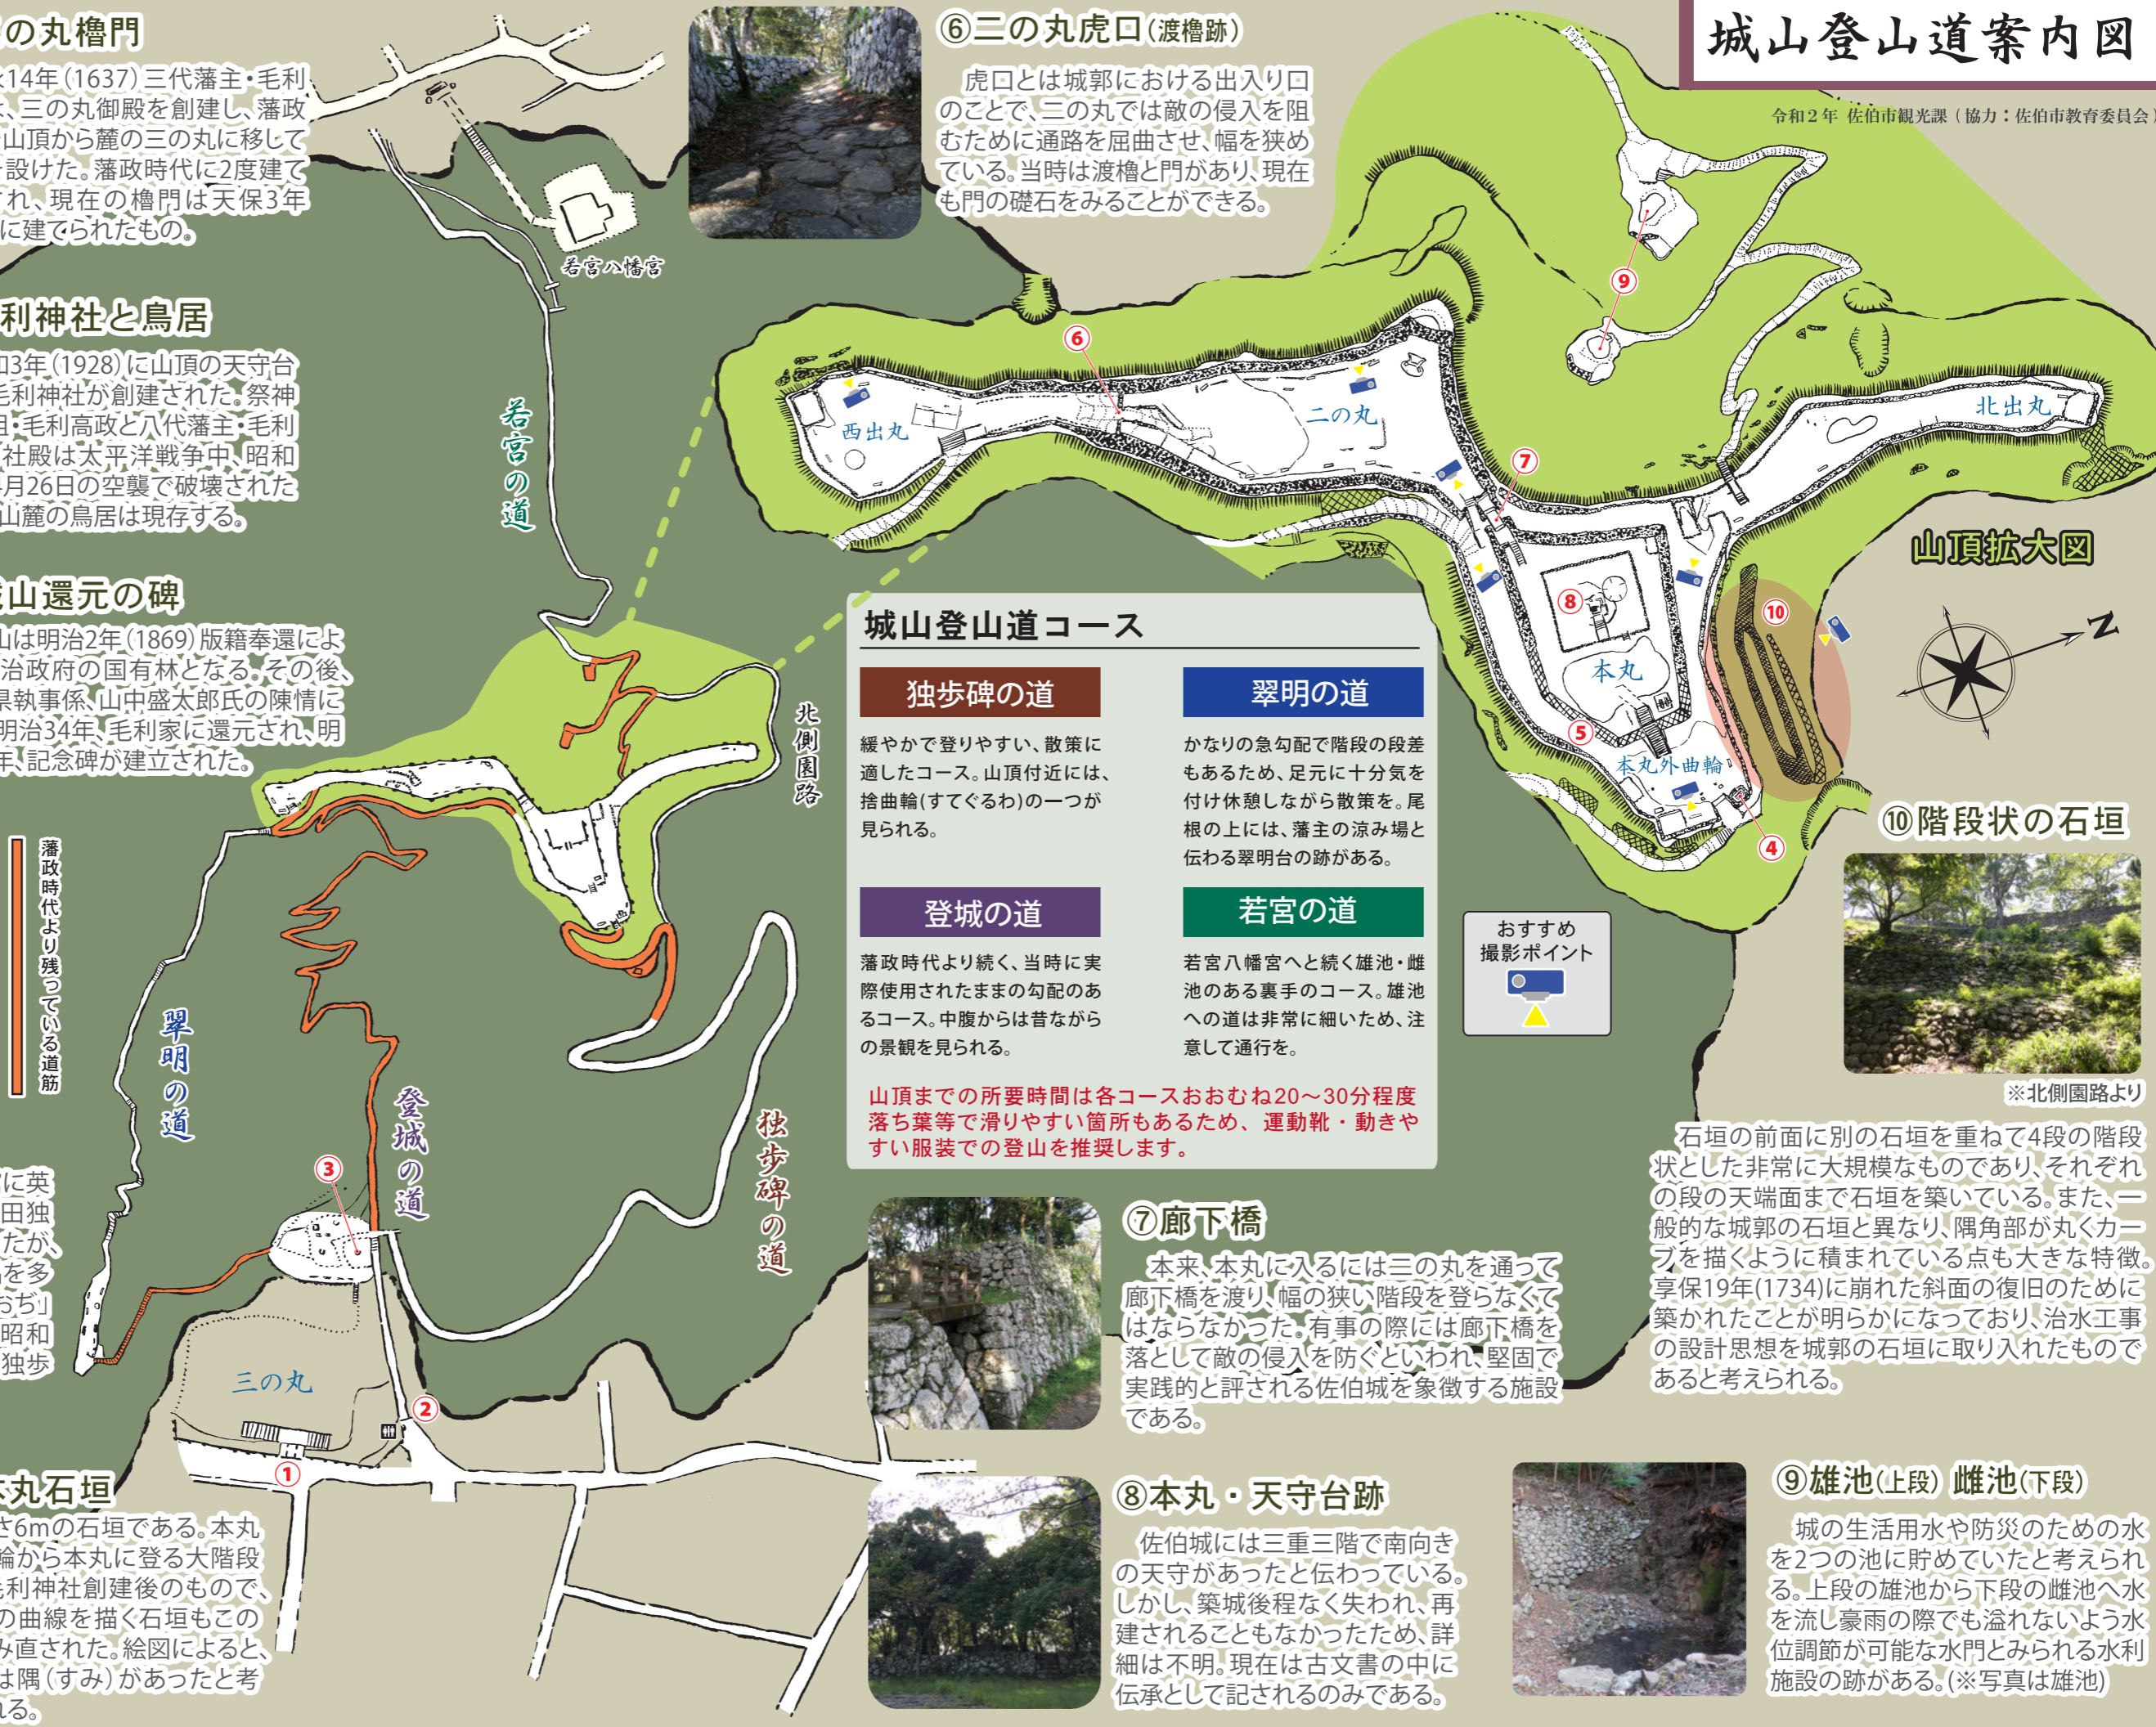 城山登山道案内図
令和２年 佐伯市観光課（協力：佐伯市教育委員会）
の丸櫓門
14年（1637）三代藩主・毛利
、三の丸御殿を創建し、藩政
山頂から麓の三の丸に移して
を設けた。藩政時代に2度建て
れ、現在の櫓門は天保3年
に建てられたもの。
利神社と鳥居
和3年（1928）に山頂の天守台
毛利神社が創建された。祭神
祖・毛利高政と八代藩主・毛利
社殿は太平洋戦争中、昭和
月26日の空襲で破壊された
山麓の鳥居は現存する。
城山還元の碑
山は明治2年（1869）版籍奉還によ
治政府の国有林となる。その後、
県執事係、山中盛太郎氏の陳情に
明治34年、毛利家に還元され、明
年、記念碑が建立された。
藩政時代より残っている道筋
に英
田独
たが、
を多
おぢ」
昭和
独歩
本丸石垣
さ6mの石垣である。本丸
輪から本丸に登る大階段
毛利神社創建後のもので、
の曲線を描く石垣もこの
み直された。絵図によると、
は隅（すみ）があったと考
れる。
⑥二の丸虎口（渡櫓跡）
虎口とは城郭における出入り口
のことで、二の丸では敵の侵入を阻
むために通路を屈曲させ、幅を狭め
ている。当時は渡櫓と門があり、現在
も門の礎石をみることができる。
若宮八幡宮
若宮の道
北側園路
翠明の道
登城の道
独歩碑の道
三の丸
①
②
③
西出丸
二の丸
北出丸
本丸
本丸外曲輪
④
⑤
⑥
⑦
⑧
⑨
⑩
山頂拡大図
N
城山登山道コース
独歩碑の道
緩やかで登りやすい、散策に
適したコース。山頂付近には、
捨曲輪(すてぐるわ)の一つが
見られる。
翠明の道
かなりの急勾配で階段の段差
もあるため、足元に十分気を
付け休憩しながら散策を。尾
根の上には、藩主の涼み場と
伝わる翠明台の跡がある。
登城の道
藩政時代より続く、当時に実
際使用されたままの勾配のあ
るコース。中腹からは昔ながら
の景観を見られる。
若宮の道
若宮八幡宮へと続く雄池・雌
池のある裏手のコース。雄池
への道は非常に細いため、注
意して通行を。
山頂までの所要時間は各コースおおむね20〜30分程度
落ち葉等で滑りやすい箇所もあるため、運動靴・動きや
すい服装での登山を推奨します。
おすすめ
撮影ポイント
⑩階段状の石垣
※北側園路より
石垣の前面に別の石垣を重ねて4段の階段
状とした非常に大規模なものであり、それぞれ
の段の天端面まで石垣を築いている。また、一
般的な城郭の石垣と異なり、隅角部が丸くカー
ブを描くように積まれている点も大きな特徴。
享保19年(1734)に崩れた斜面の復旧のために
築かれたことが明らかになっており、治水工事
の設計思想を城郭の石垣に取り入れたもので
あると考えられる。
⑦廊下橋
本来、本丸に入るには三の丸を通って
廊下橋を渡り、幅の狭い階段を登らなくて
はならなかった。有事の際には廊下橋を
落として敵の侵入を防ぐといわれ、堅固で
実践的と評される佐伯城を象徴する施設
である。
⑧本丸・天守台跡
佐伯城には三重三階で南向き
の天守があったと伝わっている。
しかし、築城後程なく失われ、再
建されることもなかったため、詳
細は不明。現在は古文書の中に
伝承として記されるのみである。
⑨雄池(上段) 雌池(下段)
城の生活用水や防災のための水
を2つの池に貯めていたと考えられ
る。上段の雄池から下段の雌池へ水
を流し豪雨の際でも溢れないよう水
位調節が可能な水門とみられる水利
施設の跡がある。(※写真は雄池)